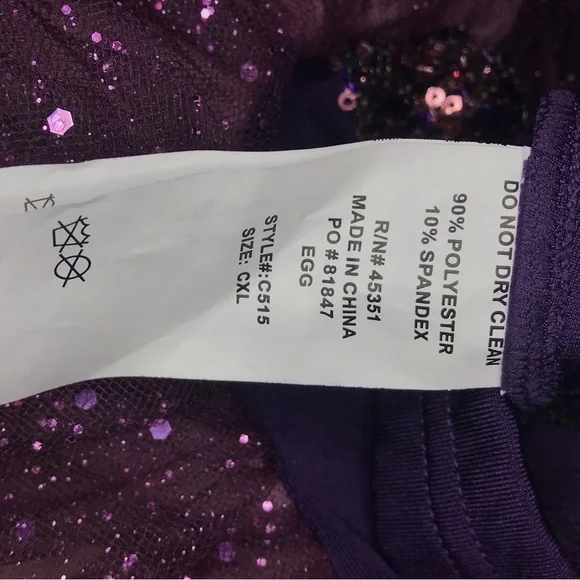 DO NOT DRY CLEAN
90% POLYESTER
10% SPANDEX
R/N# 45351
MADE IN CHINA
PO # 81847
EGG
STYLE#:C515
SIZE: CXL